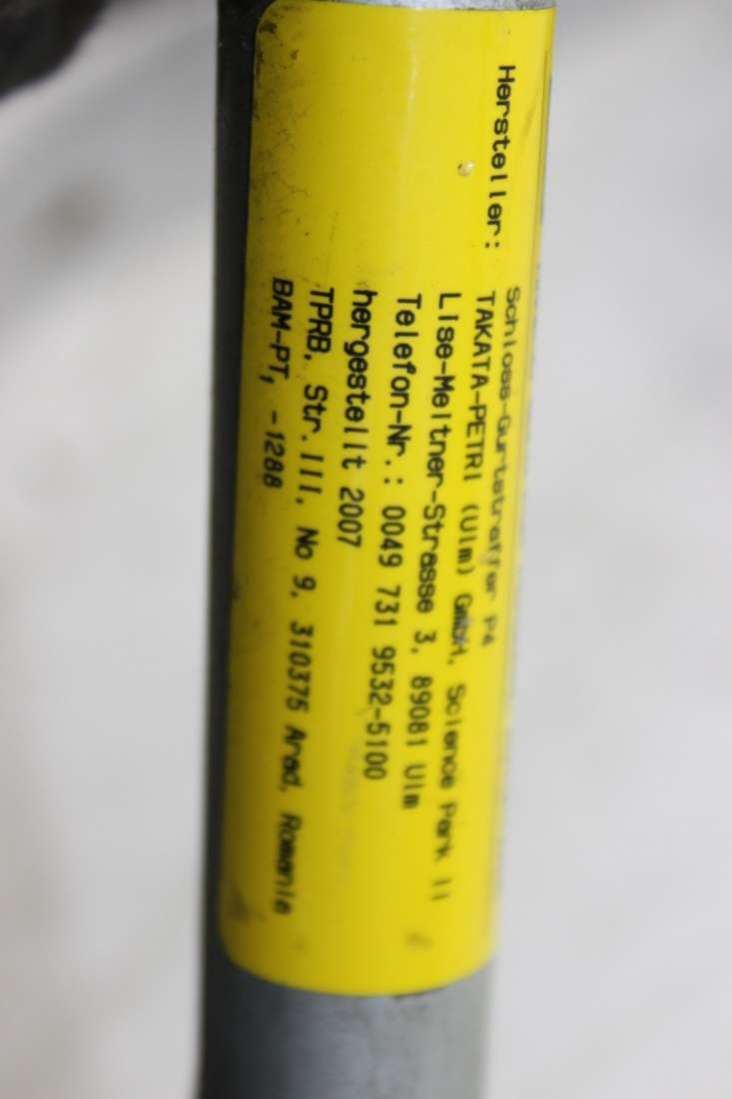 Schloss-Gurtstraffer P4
Hersteller: TAKATA-PETRI (Ulm) GmbH, Science Park II
Lise-Meitner-Strasse 3, 89081 Ulm
Telefon-Nr.: 0049 731 9532-5100
hergestellt 2007
TPRB, Str.III, No 9, 310375 Arad, Romania
BAM-PT, -1288